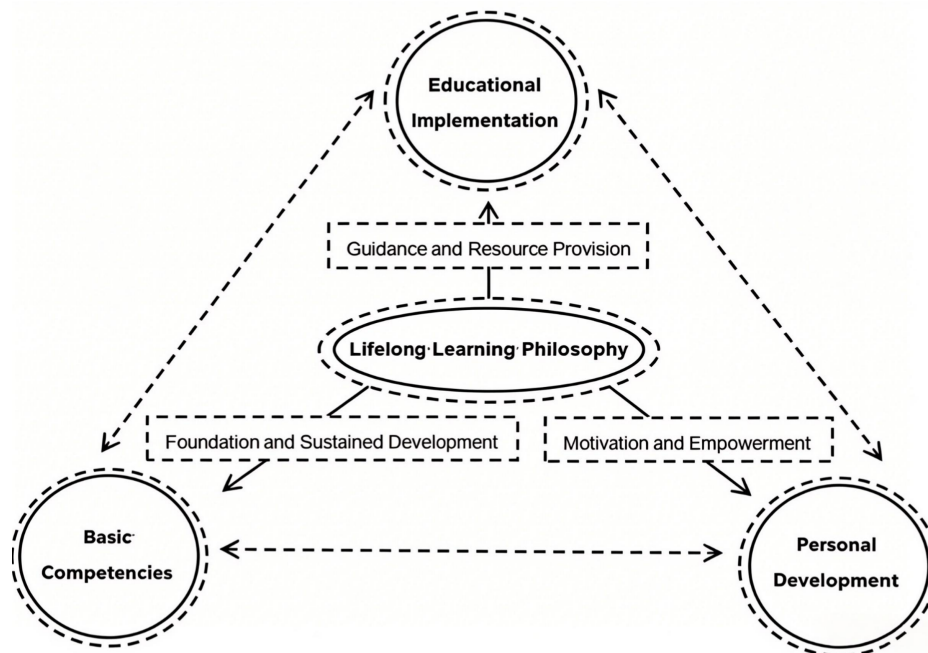 Educational
Implementation
Guidance and Resource Provision
Lifelong·Learning·Philosophy
Foundation and Sustained Development
Motivation and Empowerment
Basic
Competencies
Personal
Development